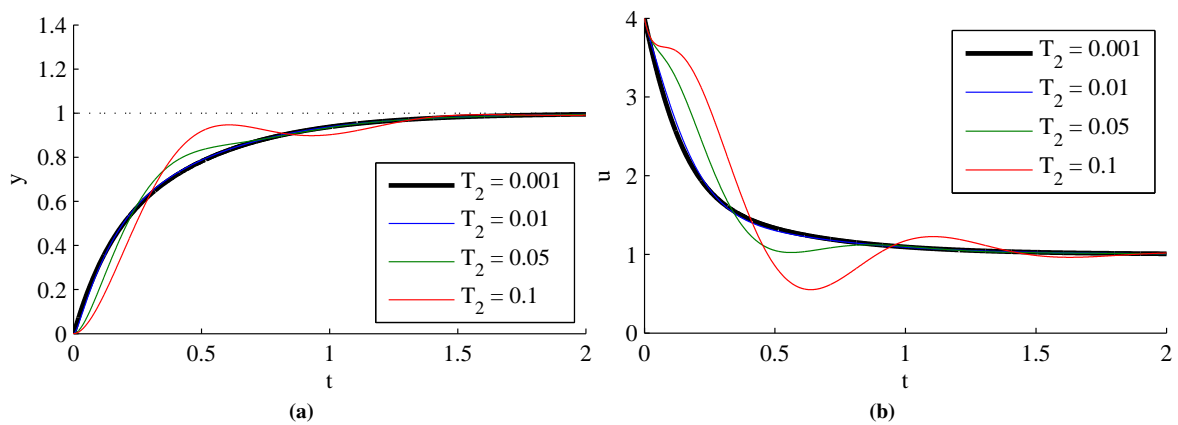 1.4
1.2
1
0.8
0.6
0.4
0.2
0
y
0 0.5 1 1.5 2
t
T2 = 0.001
T2 = 0.01
T2 = 0.05
T2 = 0.1
(a)
4
3
2
1
0
u
0 0.5 1 1.5 2
t
T2 = 0.001
T2 = 0.01
T2 = 0.05
T2 = 0.1
(b)